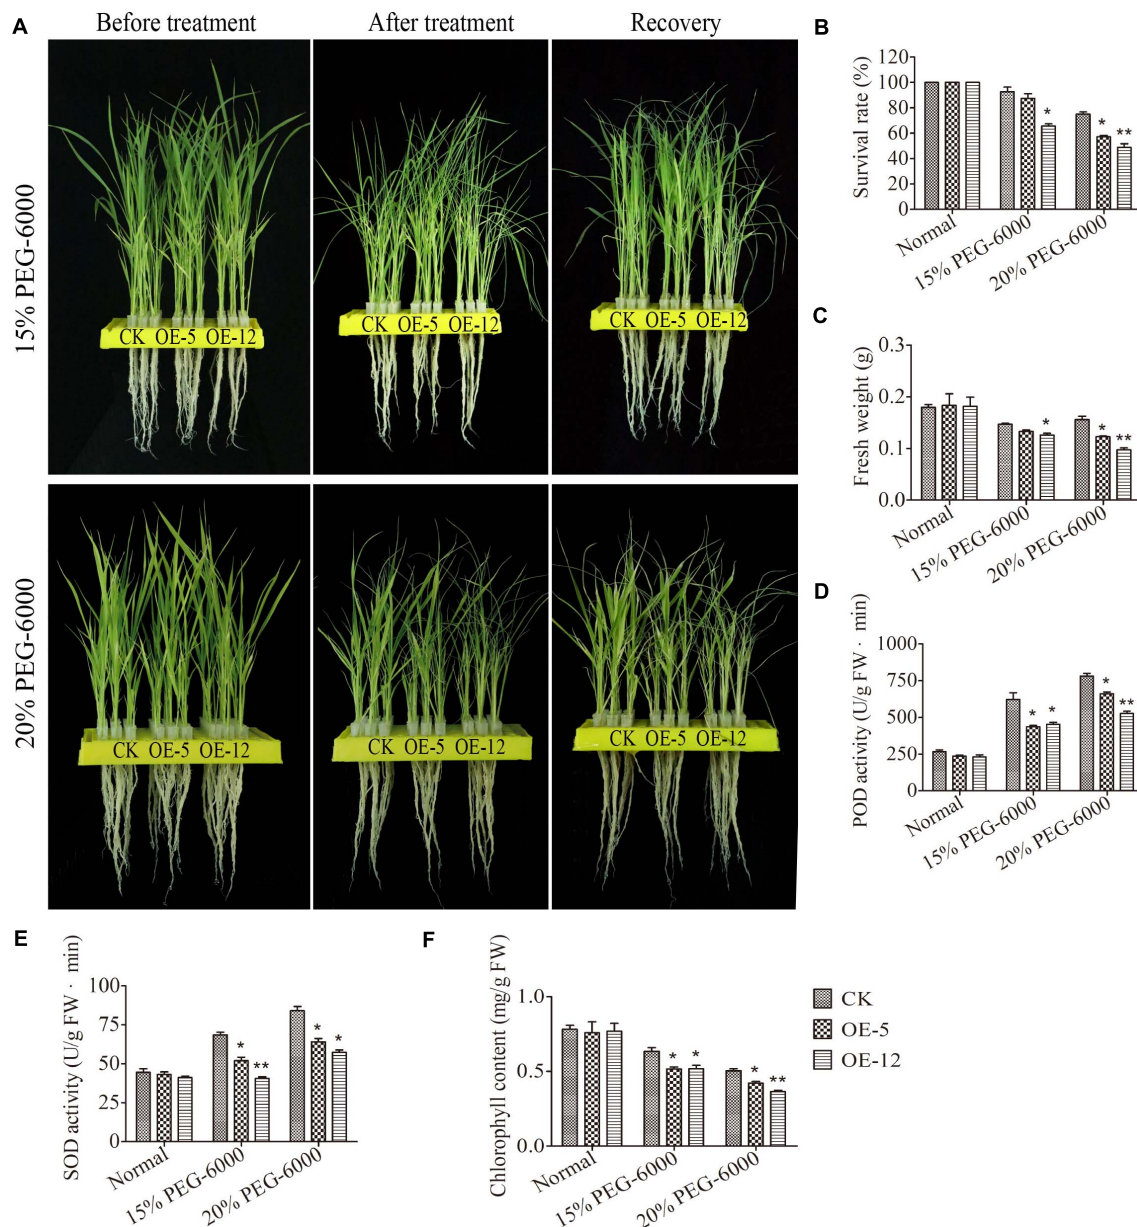 A
Before treatment
After treatment
Recovery
15% PEG-6000
CK OE-5 OE-12
CK OE-5 OE-12
CK OE-5 OE-12
20% PEG-6000
CK OE-5 OE-12
CK OE-5 OE-12
CK OE-5 OE-12
B
Survival rate (%)
120
100
80
60
40
20
0
*
*
**
Normal
15% PEG-6000
20% PEG-6000
C
Fresh weight (g)
0.3
0.2
0.1
0.0
*
*
**
Normal
15% PEG-6000
20% PEG-6000
D
POD activity (U/g FW · min)
1000
750
500
250
0
*
*
*
**
Normal
15% PEG-6000
20% PEG-6000
E
SOD activity (U/g FW · min)
100
75
50
25
0
*
**
*
*
Normal
15% PEG-6000
20% PEG-6000
F
Chlorophyll content (mg/g FW)
1.0
0.5
0.0
*
*
*
**
Normal
15% PEG-6000
20% PEG-6000
CK
OE-5
OE-12